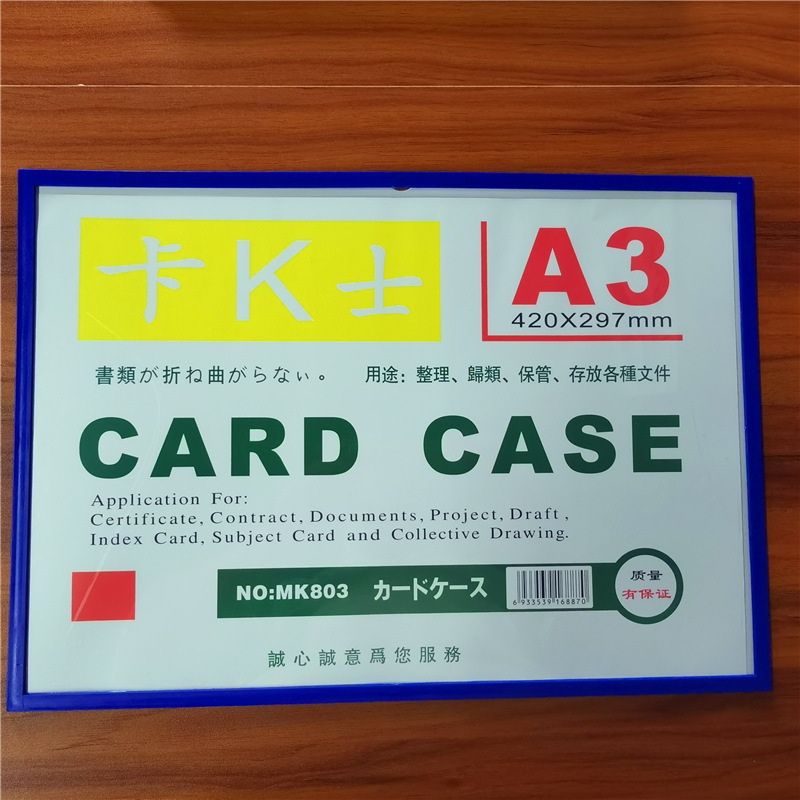 卡K士
A3
420X297mm
書類が折ね曲がらなぃ。
用途：整理、歸類、保管、存放各種文件
CARD CASE
Application For:
Certificate, Contract, Documents, Project, Draft,
Index Card, Subject Card and Collective Drawing.
NO:MK803 カードケース
6 933539 168870
质量
有保证
誠心誠意爲您服務